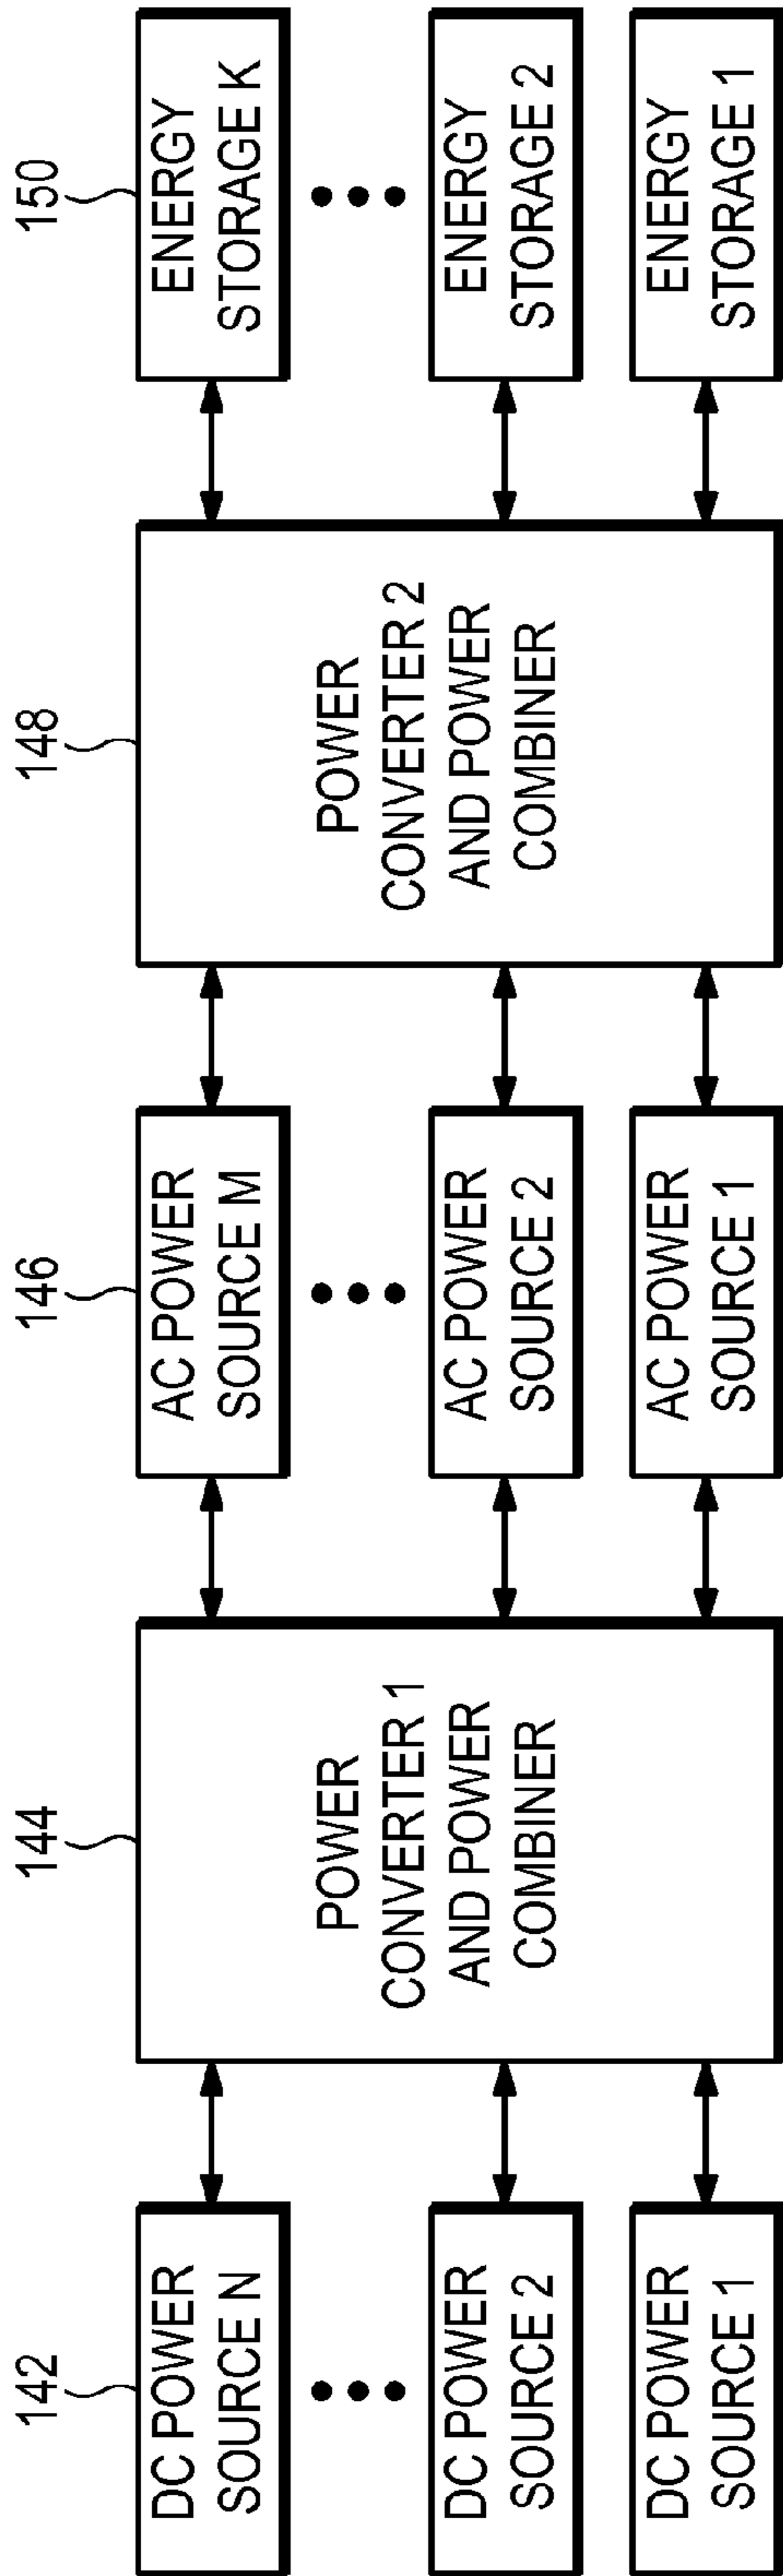 142
DC POWER
SOURCE N
DC POWER
SOURCE 2
DC POWER
SOURCE 1
144
POWER
CONVERTER 1
AND POWER
COMBINER
146
AC POWER
SOURCE M
AC POWER
SOURCE 2
AC POWER
SOURCE 1
148
POWER
CONVERTER 2
AND POWER
COMBINER
150
ENERGY
STORAGE K
ENERGY
STORAGE 2
ENERGY
STORAGE 1